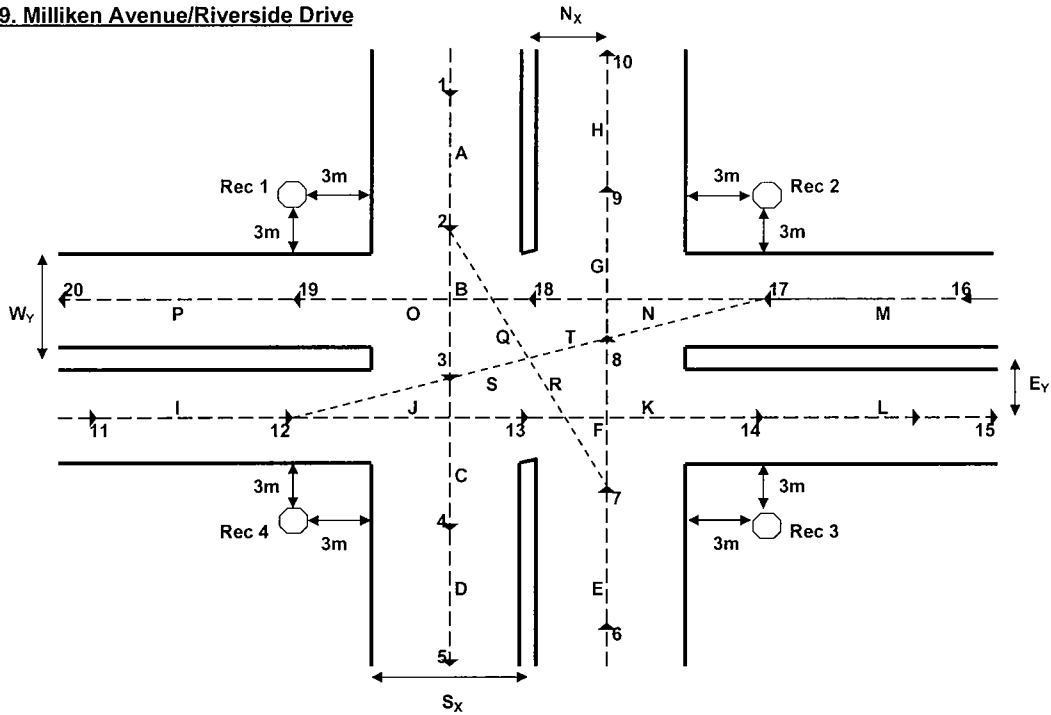 9. Milliken Avenue/Riverside Drive
N_X
1
10
A
H
Rec 1
3m
3m
Rec 2
9
3m
2
3m
G
W_Y
20
19
B
18
17
16
P
O
N
M
Q
T
3
8
S
R
E_Y
I
J
K
L
11
12
13
F
14
15
3m
C
7
3m
Rec 4
3m
4
3m
Rec 3
D
E
5
6
S_X